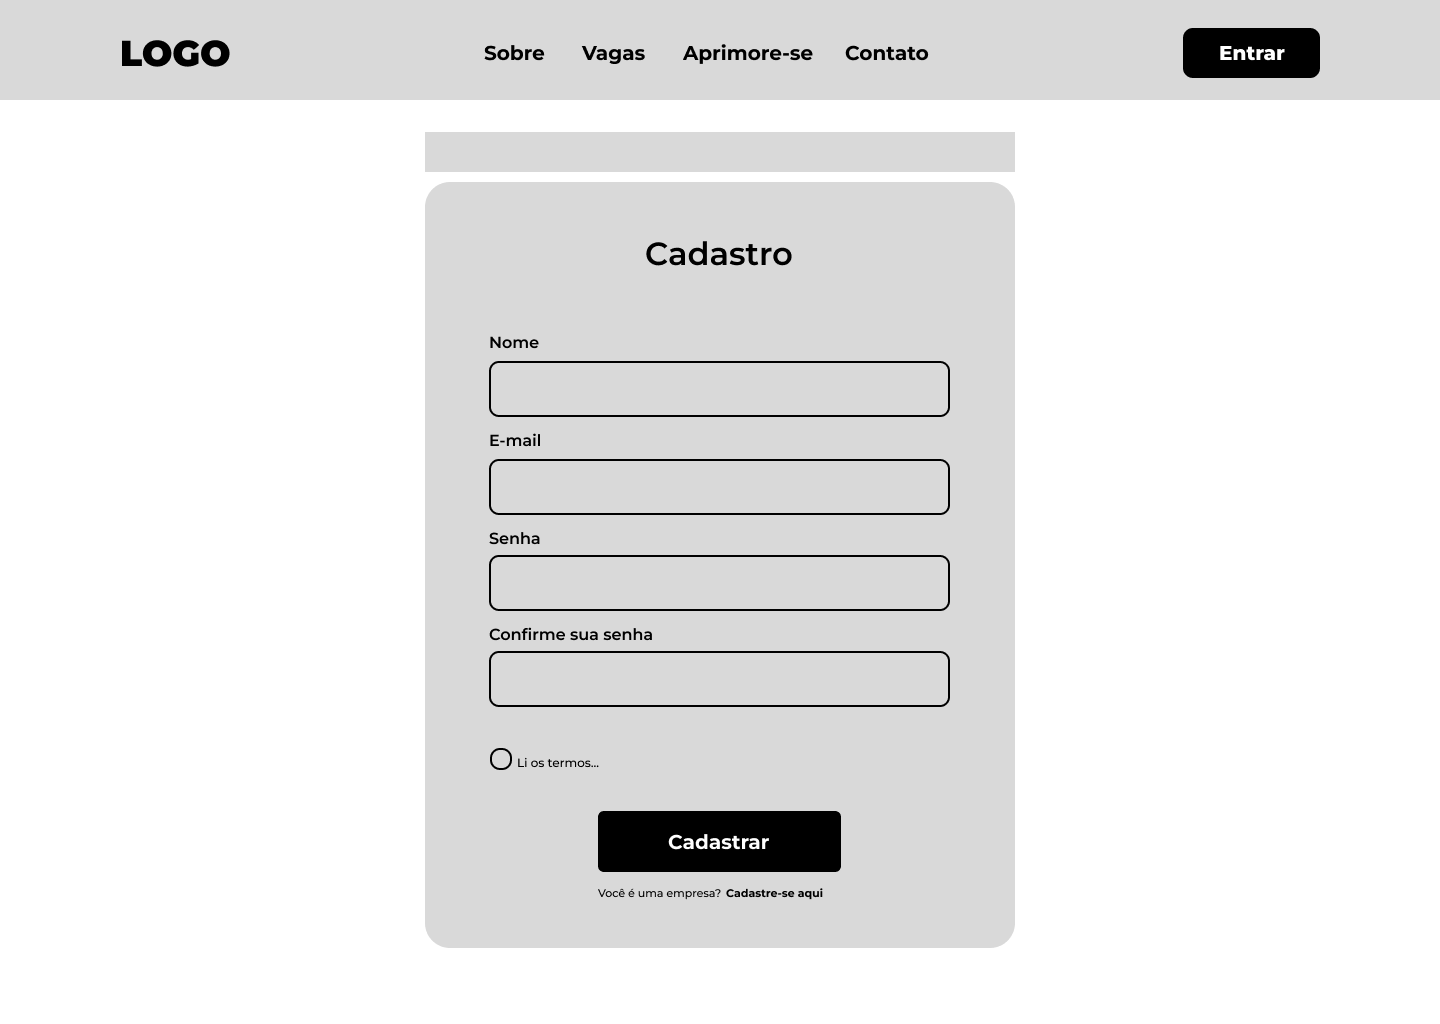 LOGO
Sobre Vagas Aprimore-se Contato
Entrar
Cadastro
Nome
E-mail
Senha
Confirme sua senha
Li os termos...
Cadastrar
Você é uma empresa? Cadastre-se aqui